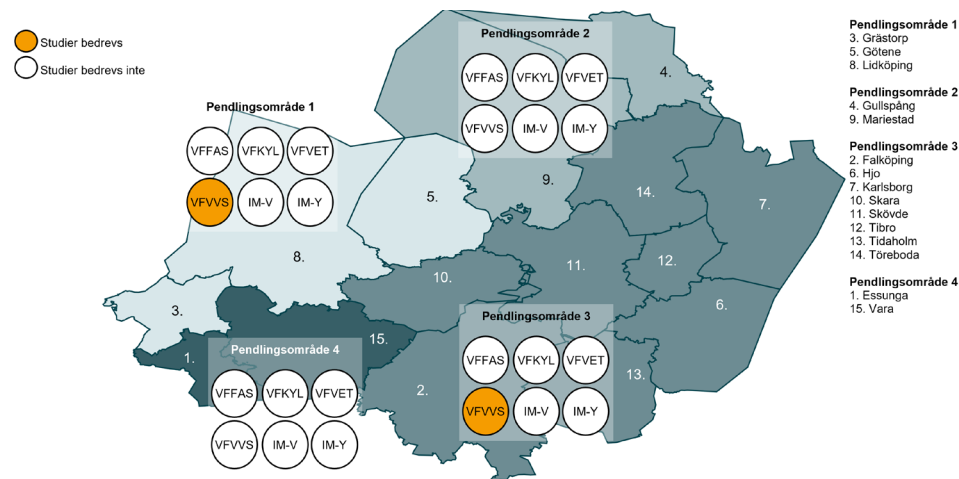 Studier bedrevs
Studier bedrevs inte
Pendlingsområde 1
VFFAS VFKYL VFVET
VFVVS IM-V IM-Y
Pendlingsområde 2
VFFAS VFKYL VFVET
VFVVS IM-V IM-Y
4.
5.
9.
14.
7.
8.
10.
11.
12.
3.
6.
Pendlingsområde 3
VFFAS VFKYL VFVET
VFVVS IM-V IM-Y
15.
1.
2.
13.
Pendlingsområde 4
VFFAS VFKYL VFVET
VFVVS IM-V IM-Y
Pendlingsområde 1
3. Grästorp
5. Götene
8. Lidköping
Pendlingsområde 2
4. Gullspång
9. Mariestad
Pendlingsområde 3
2. Falköping
6. Hjo
7. Karlsborg
10. Skara
11. Skövde
12. Tibro
13. Tidaholm
14. Töreboda
Pendlingsområde 4
1. Essunga
15. Vara